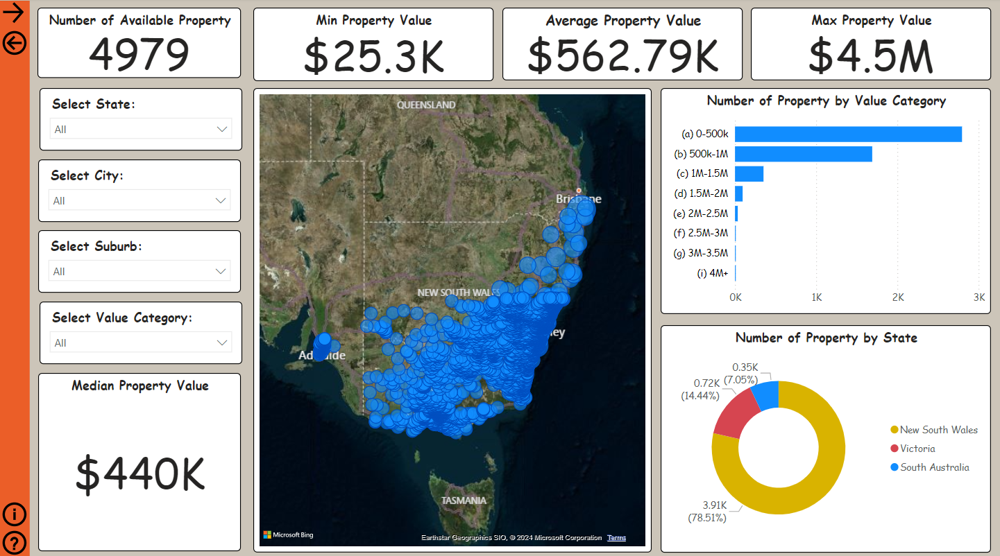 Number of Available Property
4979
Min Property Value
$25.3K
Average Property Value
$562.79K
Max Property Value
$4.5M
Select State:
All
Select City:
All
Select Suburb:
All
Select Value Category:
All
Median Property Value
$440K
QUEENSLAND
Brisbane
NEW SOUTH WALES
ney
Adelaide
TASMANIA
Microsoft Bing
Earthstar Geographics SIO, © 2024 Microsoft Corporation Terms
Number of Property by Value Category
(a) 0-500k
(b) 500k-1M
(c) 1M-1.5M
(d) 1.5M-2M
(e) 2M-2.5M
(f) 2.5M-3M
(g) 3M-3.5M
(i) 4M+
0K 1K 2K 3K
Number of Property by State
0.35K
(7.05%)
0.72K
(14.44%)
3.91K
(78.51%)
New South Wales
Victoria
South Australia
i
?